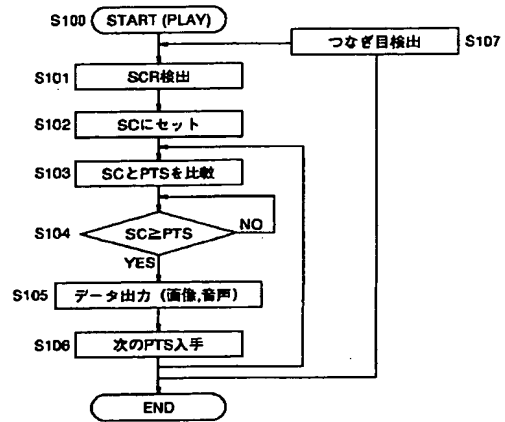 S100 START (PLAY)
つなぎ目検出 S107
S101 SCR検出
S102 SCにセット
S103 SCとPTSを比較
S104 SC≧PTS NO
YES
S105 データ出力 (画像,音声)
S106 次のPTS入手
END